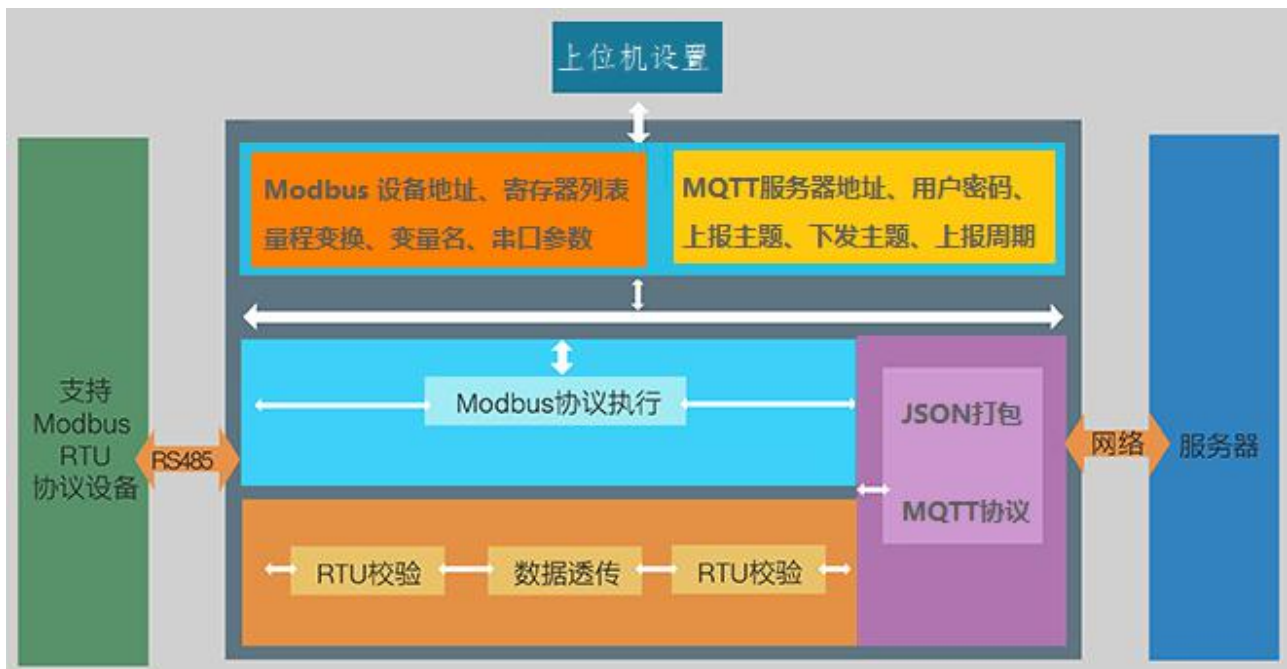 上位机设置
Modbus 设备地址、寄存器列表
量程变换、变量名、串口参数
MQTT服务器地址、用户密码、
上报主题、下发主题、上报周期
支持
Modbus
RTU
协议设备
RS485
Modbus协议执行
RTU校验
数据透传
RTU校验
JSON打包
MQTT协议
网络
服务器